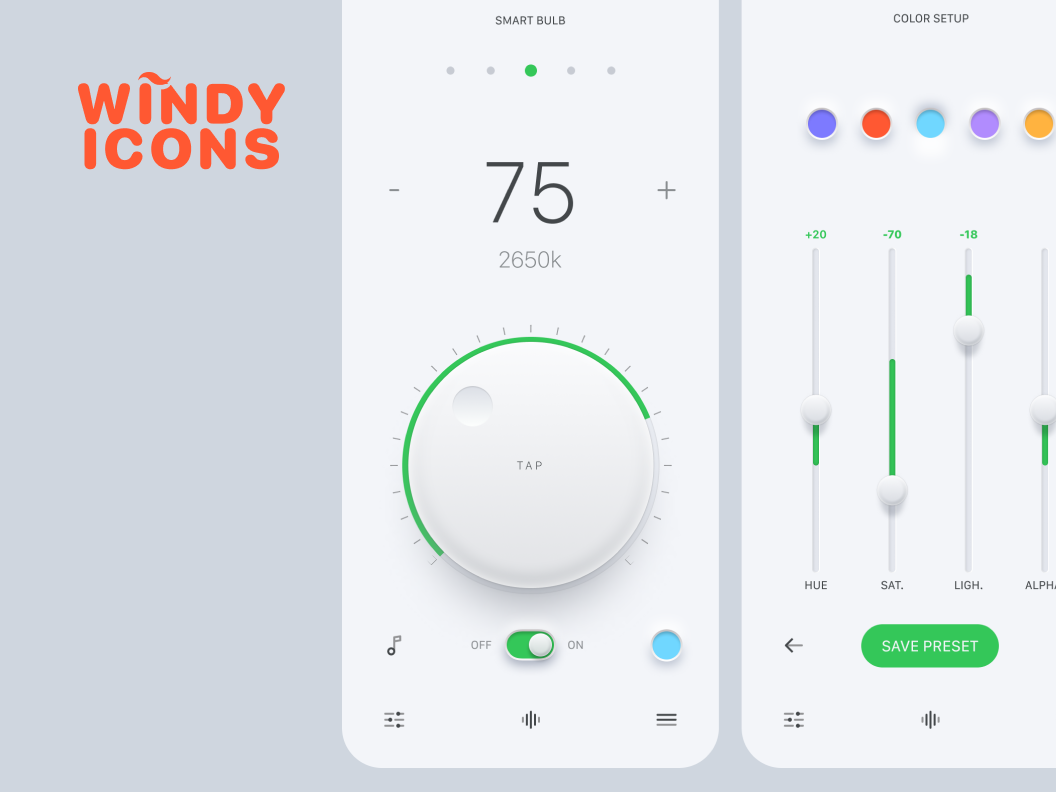 WINDY
ICONS
SMART BULB
- 75 +
2650k
TAP
OFF ON
COLOR SETUP
+20 -70 -18
HUE SAT. LIGH.
SAVE PRESET